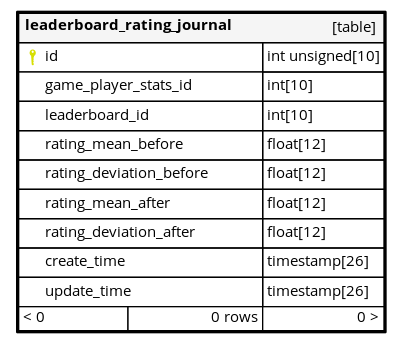 leaderboard_rating_journal [table]
id int unsigned[10]
game_player_stats_id int[10]
leaderboard_id int[10]
rating_mean_before float[12]
rating_deviation_before float[12]
rating_mean_after float[12]
rating_deviation_after float[12]
create_time timestamp[26]
update_time timestamp[26]
< 0 0 rows 0 >